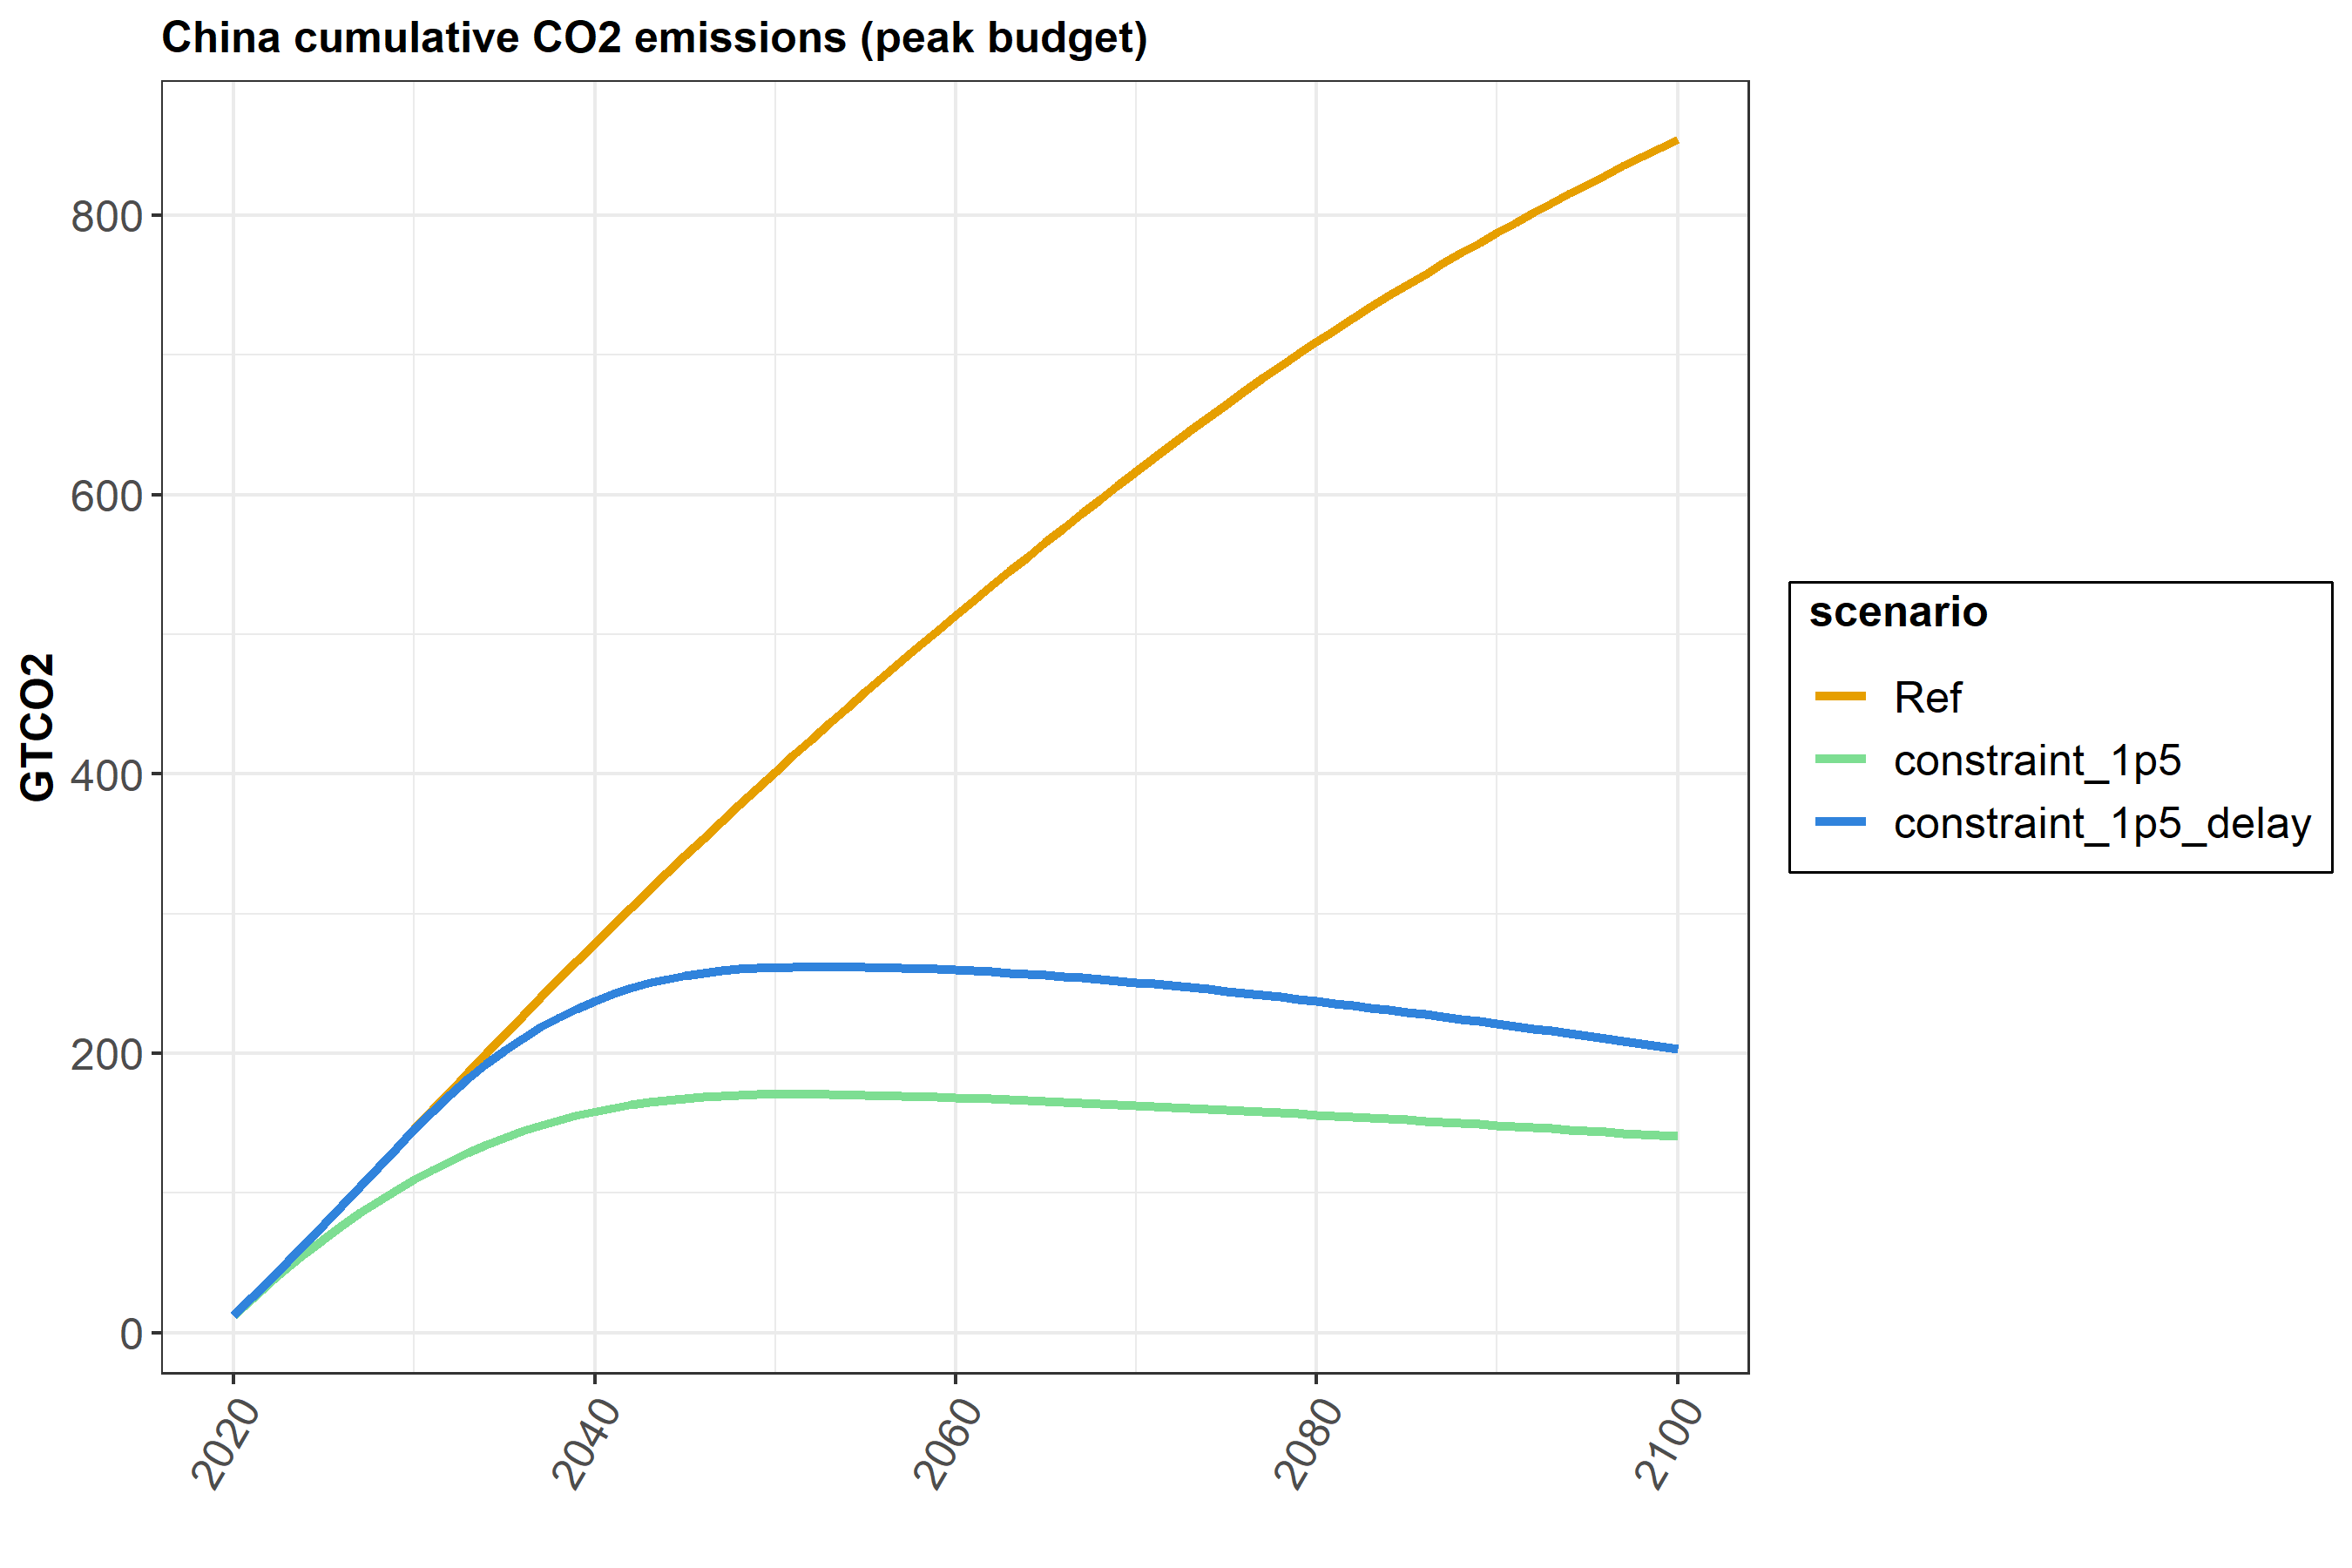 China cumulative CO2 emissions (peak budget)
GTCO2
800
600
400
200
0
2020
2040
2060
2080
2100
scenario
Ref
constraint_1p5
constraint_1p5_delay